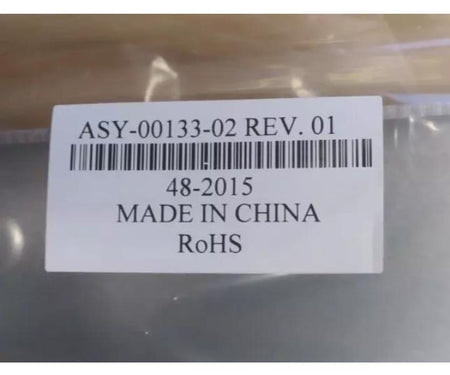 ASY-00133-02 REV. 01
48-2015
MADE IN CHINA
RoHS